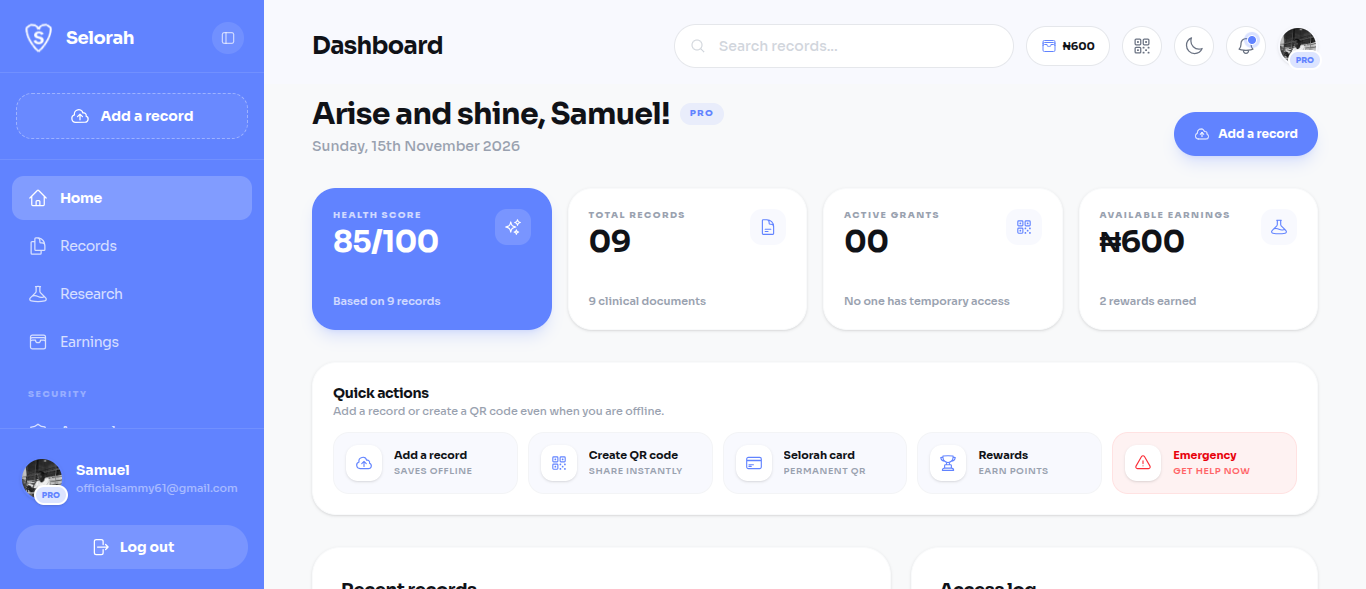 Selorah
Add a record
Home
Records
Research
Earnings
SECURITY
Samuel
PRO
officialsammy61@gmail.com
Log out
Dashboard
Search records...
₦600
PRO
Arise and shine, Samuel!
PRO
Sunday, 15th November 2026
Add a record
HEALTH SCORE
85/100
Based on 9 records
TOTAL RECORDS
09
9 clinical documents
ACTIVE GRANTS
00
No one has temporary access
AVAILABLE EARNINGS
₦600
2 rewards earned
Quick actions
Add a record or create a QR code even when you are offline.
Add a record
SAVES OFFLINE
Create QR code
SHARE INSTANTLY
Selorah card
PERMANENT QR
Rewards
EARN POINTS
Emergency
GET HELP NOW
Recent records
Access log